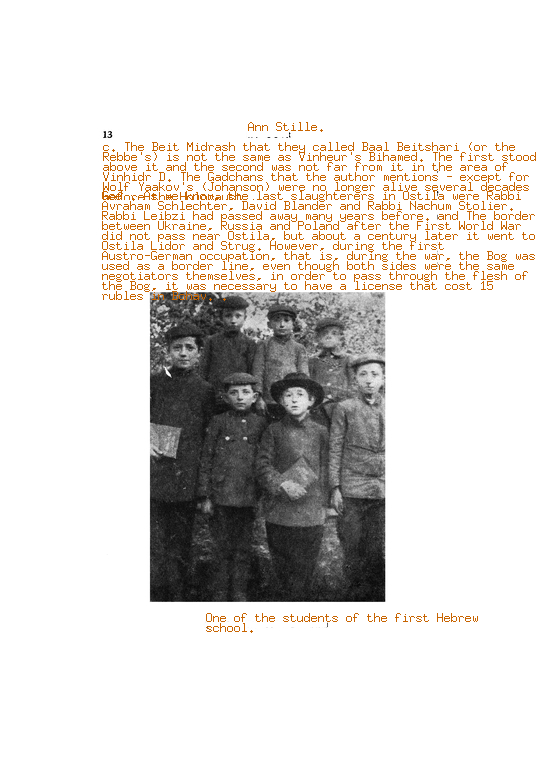 Ann Stille.
13
c. The Beit Midrash that they called Baal Beitshari (or the
Rebbe's) is not the same as Vinheur's Bihamed. The first stood
above it, and the second was not far from it in the area of
Vinhidr D. The Gadchans that the author mentions - except for
Wolf Yaakov's (Johanson) were no longer alive several decades
the last slaughterers in Ostila were Rabbi
Avraham Schlechter, David Blander and Rabbi Nachum Stoller.
Rabbi Leibzi had passed away many years before. and The border
between Ukraine, Russia and Poland after the First World War
did not pass near Ostila, but about a century later it went to
Ostila Lidor and Strug. However, during the first
Austro-German occupation, that is, during the war, the Bog was
used as a border line, even though both sides were the same
negotiators themselves, in order to pass through the flesh of
the Bog, it was necessary to have a license that cost 15
rubles
One of the students of the first Hebrew
school.